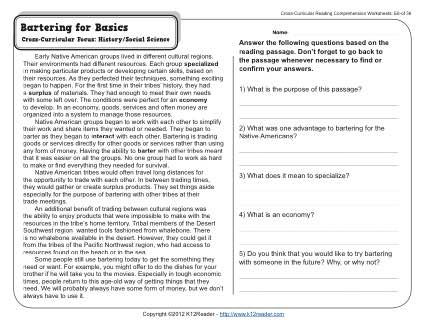 Cross-Curricular Reading Comprehension Worksheets: E6 of 36
Bartering for Basics
Cross-Curricular Focus: History/Social Science
Name
Early Native American groups lived in different cultural regions.
Their environments had different resources. Each group specialized
in making particular products or developing certain skills, based on
their resources. As they perfected their techniques, something exciting
began to happen. For the first time in their tribes' history, they had
a surplus of materials. They had enough to meet their own needs
with some left over. The conditions were perfect for an economy
to develop. In an economy, goods, services and often money are
organized into a system to manage those resources.
Native American groups began to work with each other to simplify
their work and share items they wanted or needed. They began to
barter as they began to interact with each other. Bartering is trading
goods or services directly for other goods or services rather than using
any form of money. Having the ability to barter with other tribes meant
that it was easier on all the groups. No one group had to work as hard
to make or find everything they needed for survival.
Native American tribes would often travel long distances for
the opportunity to trade with each other. In between trading times,
they would gather or create surplus products. They set things aside
especially for the purpose of bartering with other tribes at their
trade meetings.
An additional benefit of trading between cultural regions was
the ability to enjoy products that were impossible to make with the
resources in the tribe's home territory. Tribal members of the Desert
Southwest region wanted tools fashioned from whalebone. There
is no whalebone available in the desert. However, they could get it
from the tribes of the Pacific Northwest region, who had access to
resources found on the beach or in the sea.
Some people still use bartering today to get the something they
need or want. For example, you might offer to do the dishes for your
brother if he will take you to the movies. Especially in tough economic
times, people return to this age-old way of getting things that they
need. We will probably always have some form of money, but we don't
always have to use it.
Answer the following questions based on the
reading passage. Don't forget to go back to
the passage whenever necessary to find or
confirm your answers.
1) What is the purpose of this passage?
2) What was one advantage to bartering for the
Native Americans?
3) What does it mean to specialize?
4) What is an economy?
5) Do you think that you would like to try bartering
with someone in the future? Why, or why not?
Copyright ©2012 K12Reader - http://www.k12reader.com